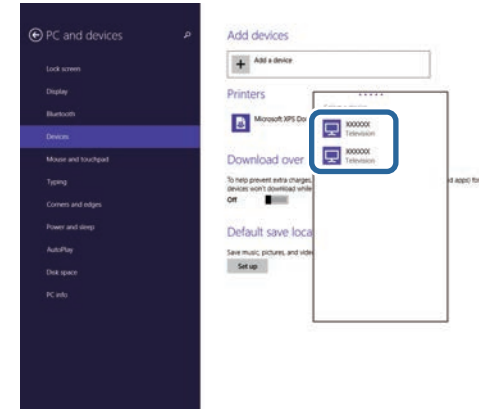 PC and devices
Lock screen
Display
Bluetooth
Devices
Mouse and touchpad
Typing
Corners and edges
Power and sleep
AutoPlay
Disk space
PC info
Add devices
Add a device
Printers
Microsoft XPS Do
Download over
To help prevent extra charges,
d apps) for
devices won't download while
Off
Default save loca
Save music, pictures, and vide
Set up
XXXXXX
Television
XXXXXX
Television